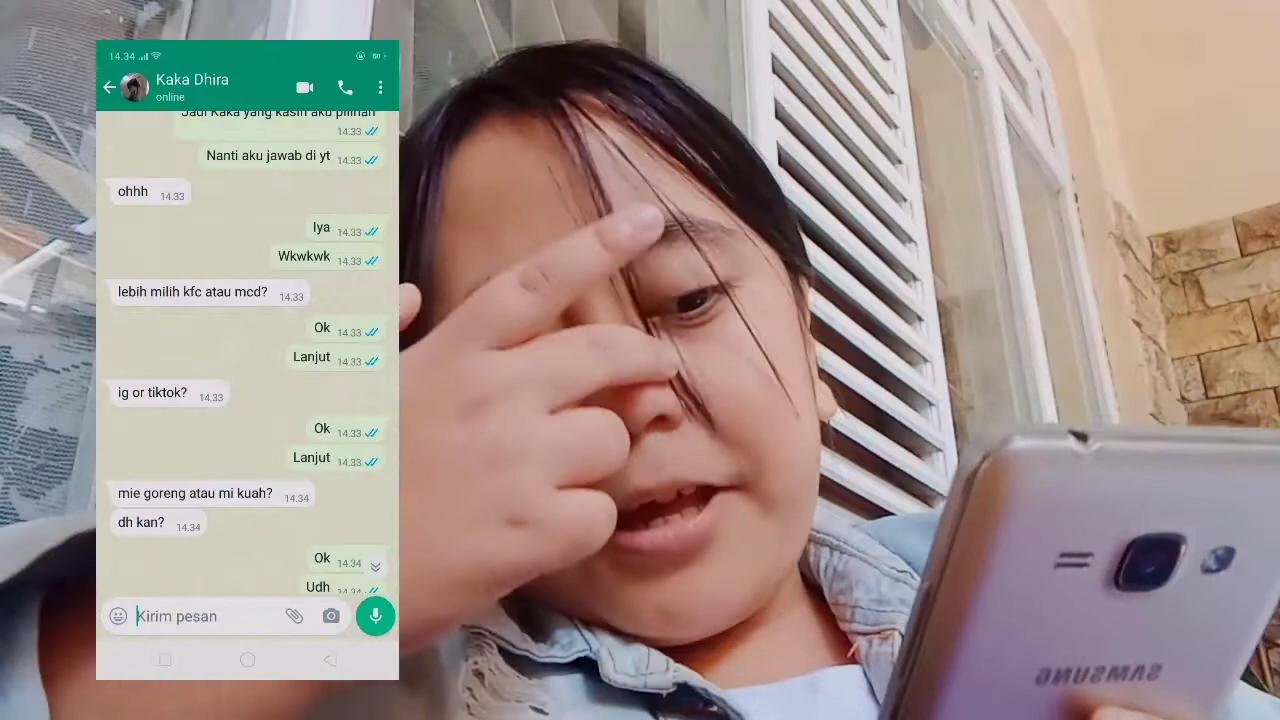 14.34
60
Kaka Dhira
online
Jadi Kaka yang kasih aku pilihan
14.33
Nanti aku jawab di yt 14.33
ohhh 14.33
Iya 14.33
Wkwkwk 14.33
lebih milih kfc atau mcd? 14.33
Ok 14.33
Lanjut 14.33
ig or tiktok? 14.33
Ok 14.33
Lanjut 14.33
mie goreng atau mi kuah? 14.34
dh kan? 14.34
Ok 14.34
Udh 14.34
Kirim pesan
SAMSUNG